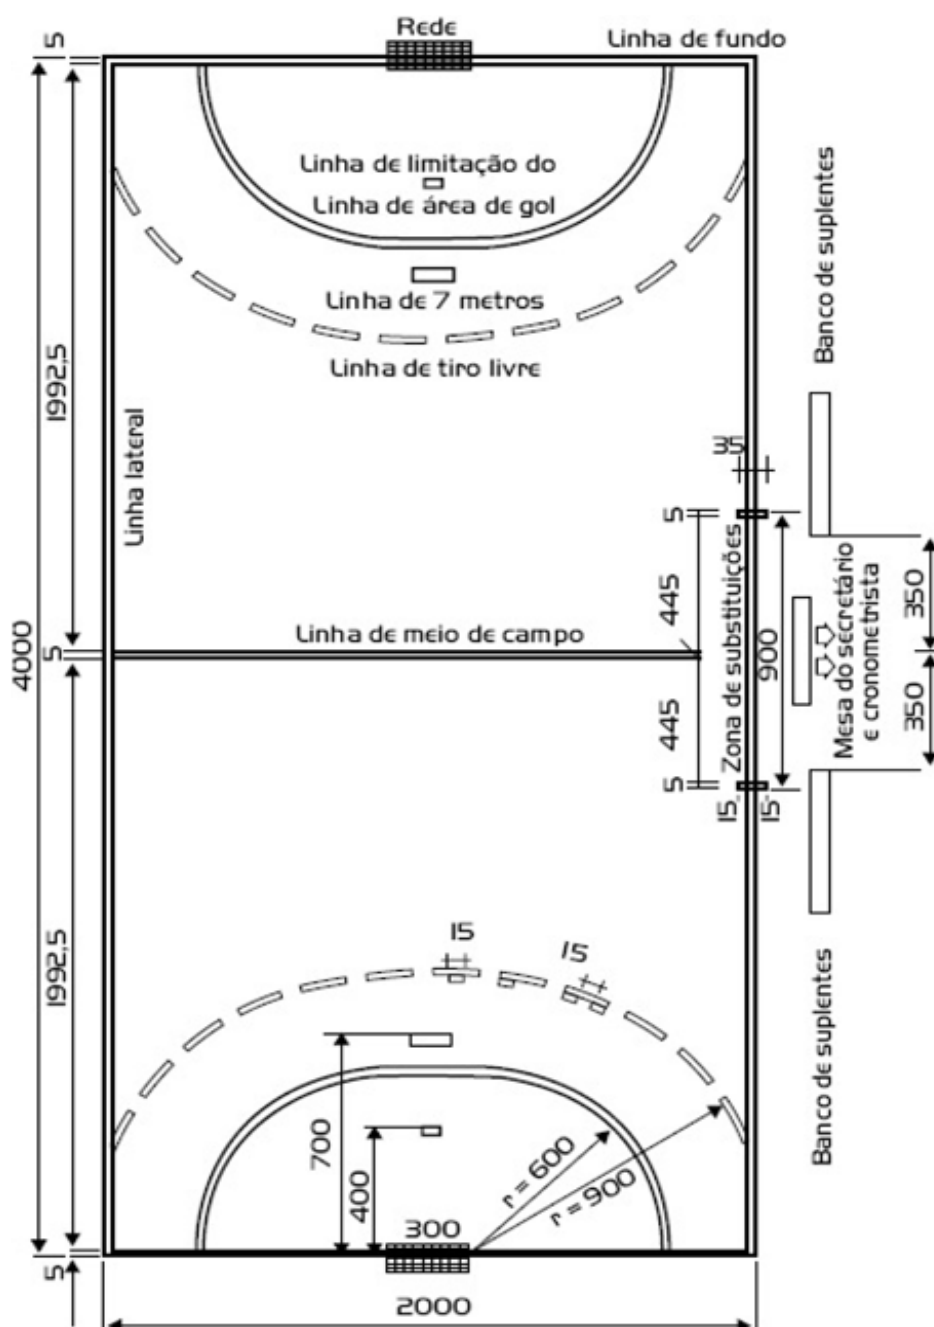 Rede
Linha de fundo
5
Linha de limitação do
Linha de área de gol
Linha de 7 metros
Linha de tiro livre
Banco de suplentes
1992,5
Linha lateral
35
5
Zona de substituições
445
900
Mesa do secretário
e cronometrista
350
Linha de meio de campo
4000
5
445
350
5
15
15
1992,5
15
15
Banco de suplentes
700
400
r = 600
r = 900
300
5
2000